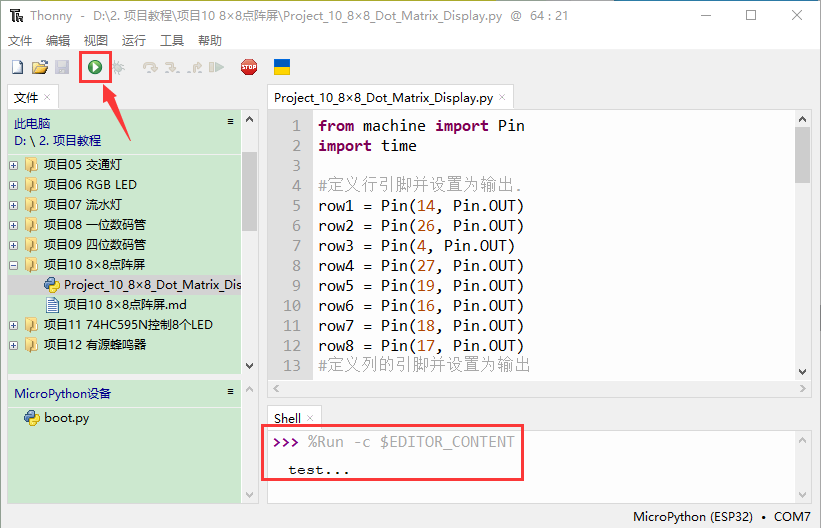 Thonny - D:\2. 项目教程\项目10 8×8点阵屏\Project_10_8×8_Dot_Matrix_Display.py @ 64 : 21
文件 编辑 视图 运行 工具 帮助
STOP
文件 ×
此电脑
D: \ 2. 项目教程
项目05 交通灯
项目06 RGB LED
项目07 流水灯
项目08 一位数码管
项目09 四位数码管
项目10 8×8点阵屏
Project_10_8×8_Dot_Matrix_Dis
项目10 8×8点阵屏.md
项目11 74HC595N控制8个LED
项目12 有源蜂鸣器
MicroPython设备
boot.py
Project_10_8×8_Dot_Matrix_Display.py ×
1 from machine import Pin
2 import time
3
4 #定义行引脚并设置为输出.
5 row1 = Pin(14, Pin.OUT)
6 row2 = Pin(26, Pin.OUT)
7 row3 = Pin(4, Pin.OUT)
8 row4 = Pin(27, Pin.OUT)
9 row5 = Pin(19, Pin.OUT)
10 row6 = Pin(16, Pin.OUT)
11 row7 = Pin(18, Pin.OUT)
12 row8 = Pin(17, Pin.OUT)
13 #定义列的引脚并设置为输出
Shell ×
>>> %Run -c $EDITOR_CONTENT
test...
MicroPython (ESP32) • COM7